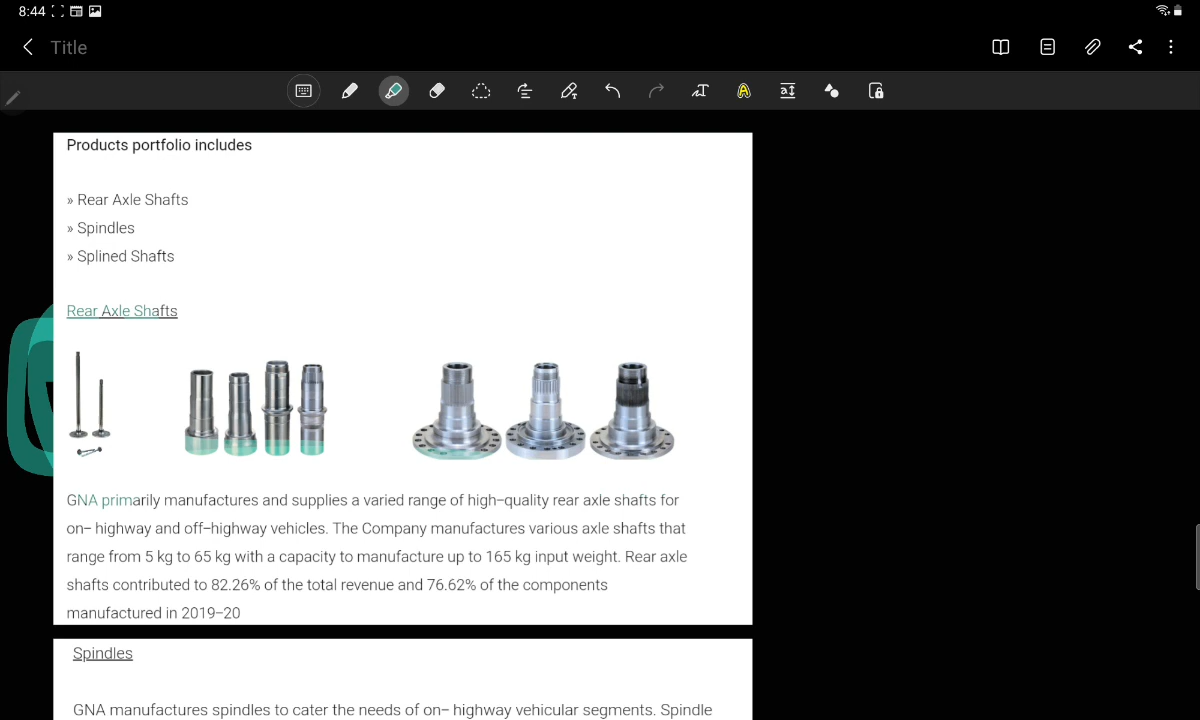 8:44
Title
Products portfolio includes
» Rear Axle Shafts
» Spindles
» Splined Shafts
Rear Axle Shafts
GNA primarily manufactures and supplies a varied range of high-quality rear axle shafts for
on- highway and off-highway vehicles. The Company manufactures various axle shafts that
range from 5 kg to 65 kg with a capacity to manufacture up to 165 kg input weight. Rear axle
shafts contributed to 82.26% of the total revenue and 76.62% of the components
manufactured in 2019-20
Spindles
GNA manufactures spindles to cater the needs of on- highway vehicular segments. Spindle